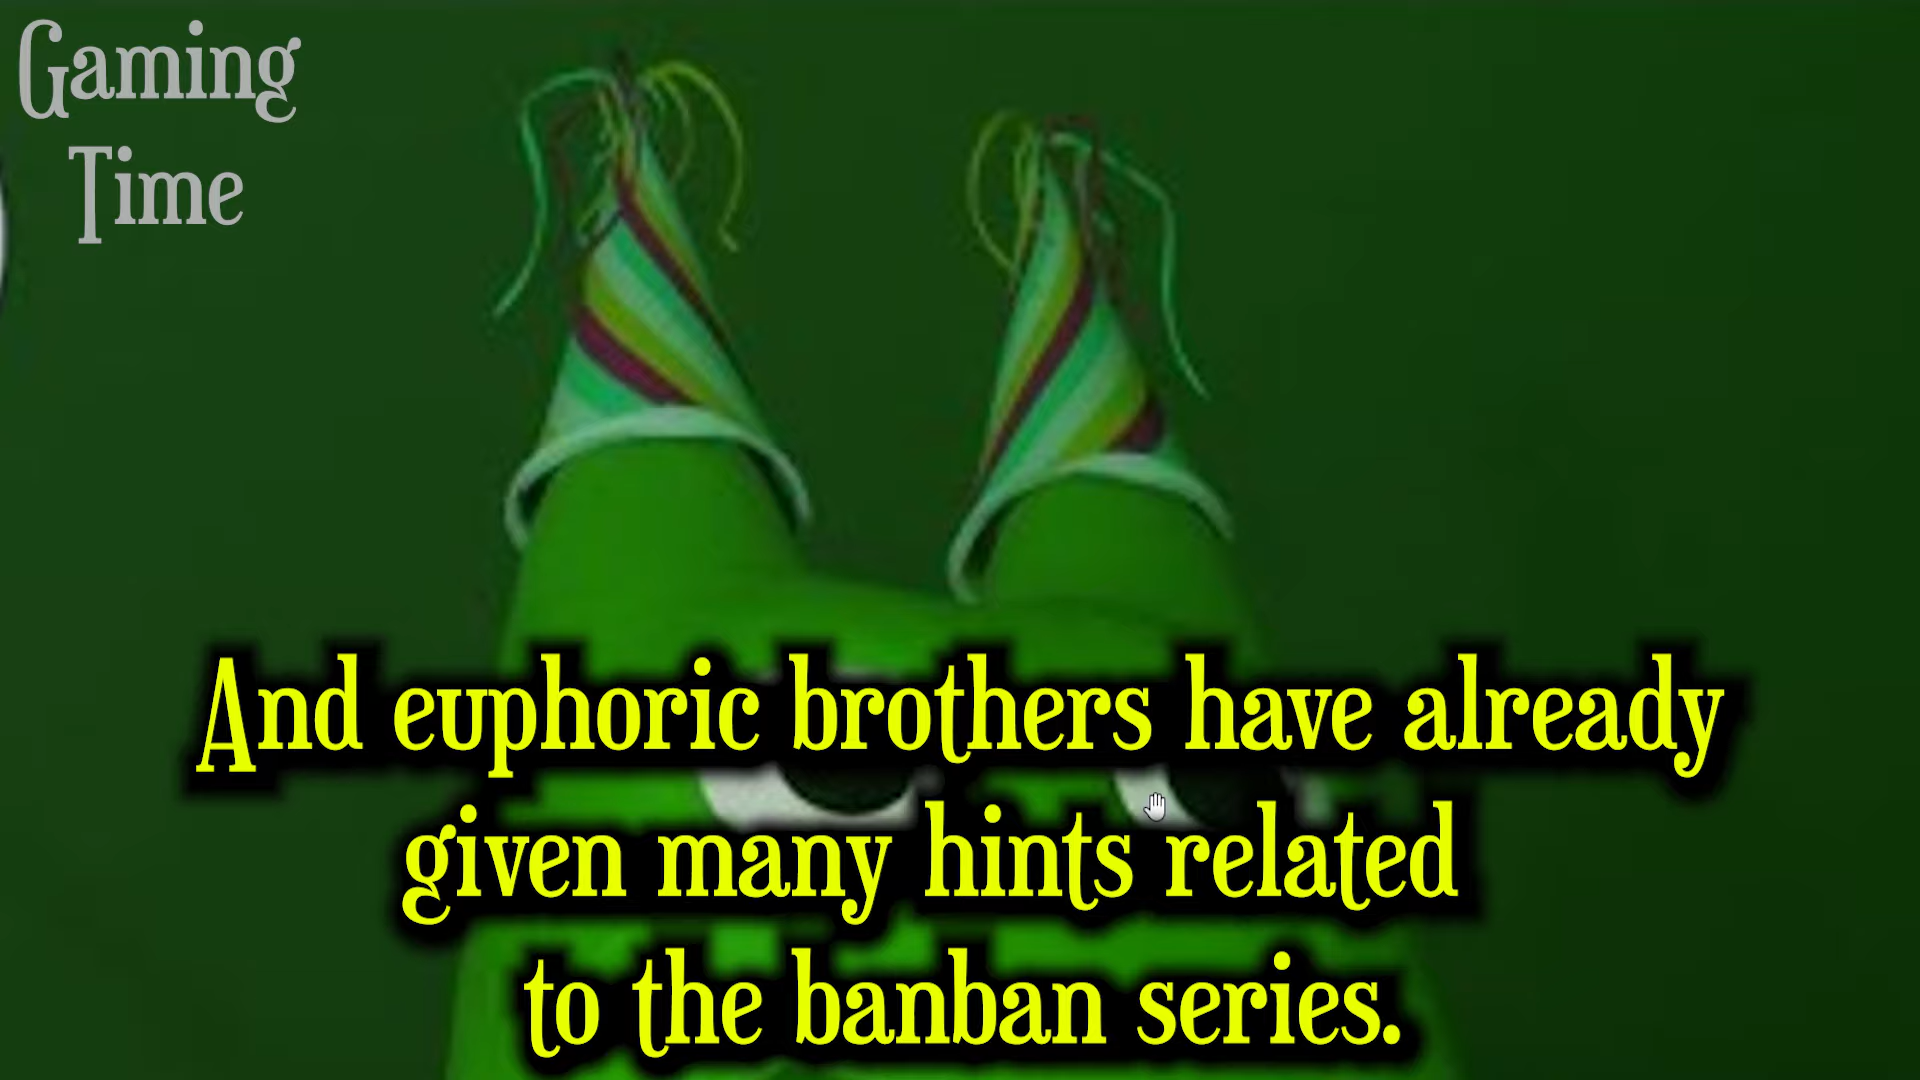 Gaming
Time
And euphoric brothers have already
given many hints related
to the banban series.